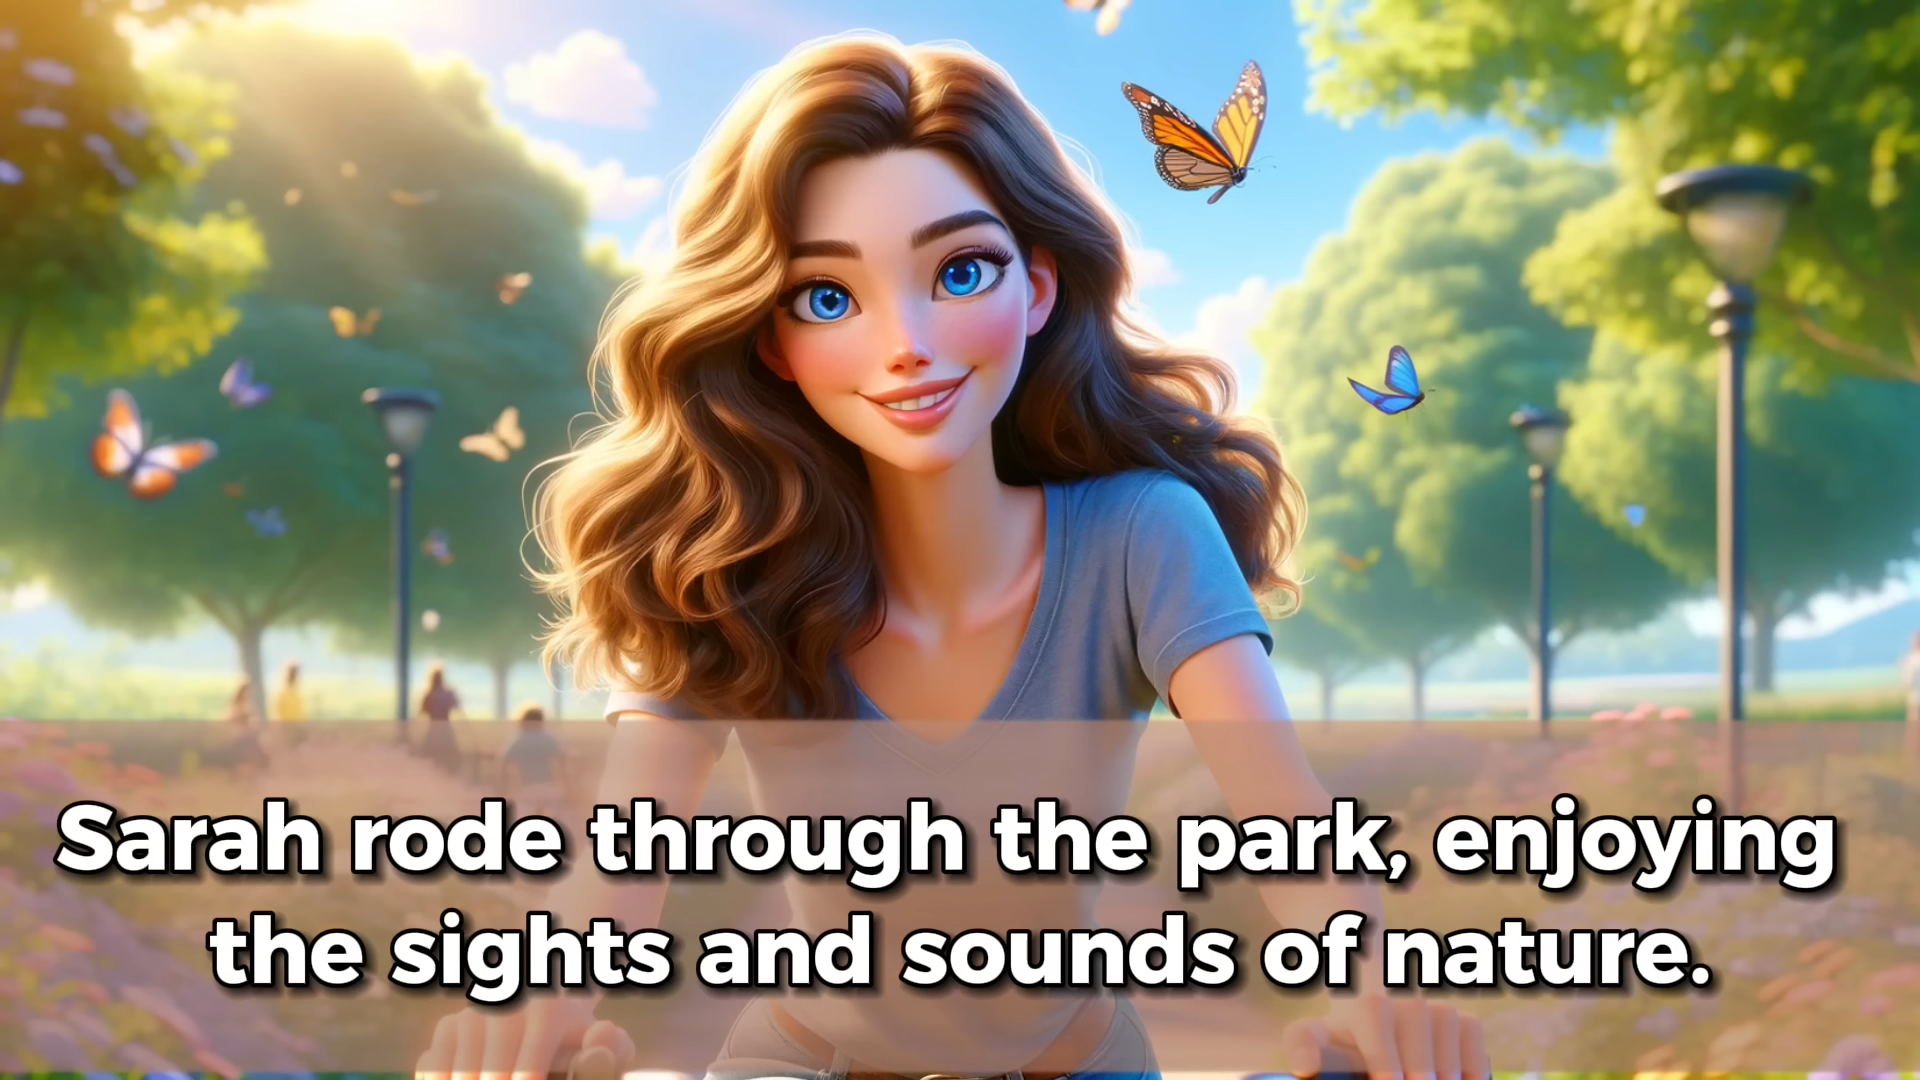 Sarah rode through the park, enjoying
the sights and sounds of nature.